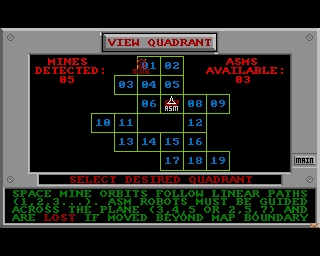 VIEW QUADRANT
MINES DETECTED: 05
ASMS AVAILABLE: 03
01 02
03 04 05
06 ASM 08 09
10 11 12
13 14 15 16
17 18 19
MAIN
SELECT DESIRED QUADRANT
SPACE MINE ORBITS FOLLOW LINEAR PATHS
(1,2,3...). ASM ROBOTS MUST BE GUIDED
ACROSS THE PLANE (3,4,5 OR 2,5,7) AND
ARE LOST IF MOVED BEYOND MAP BOUNDARY